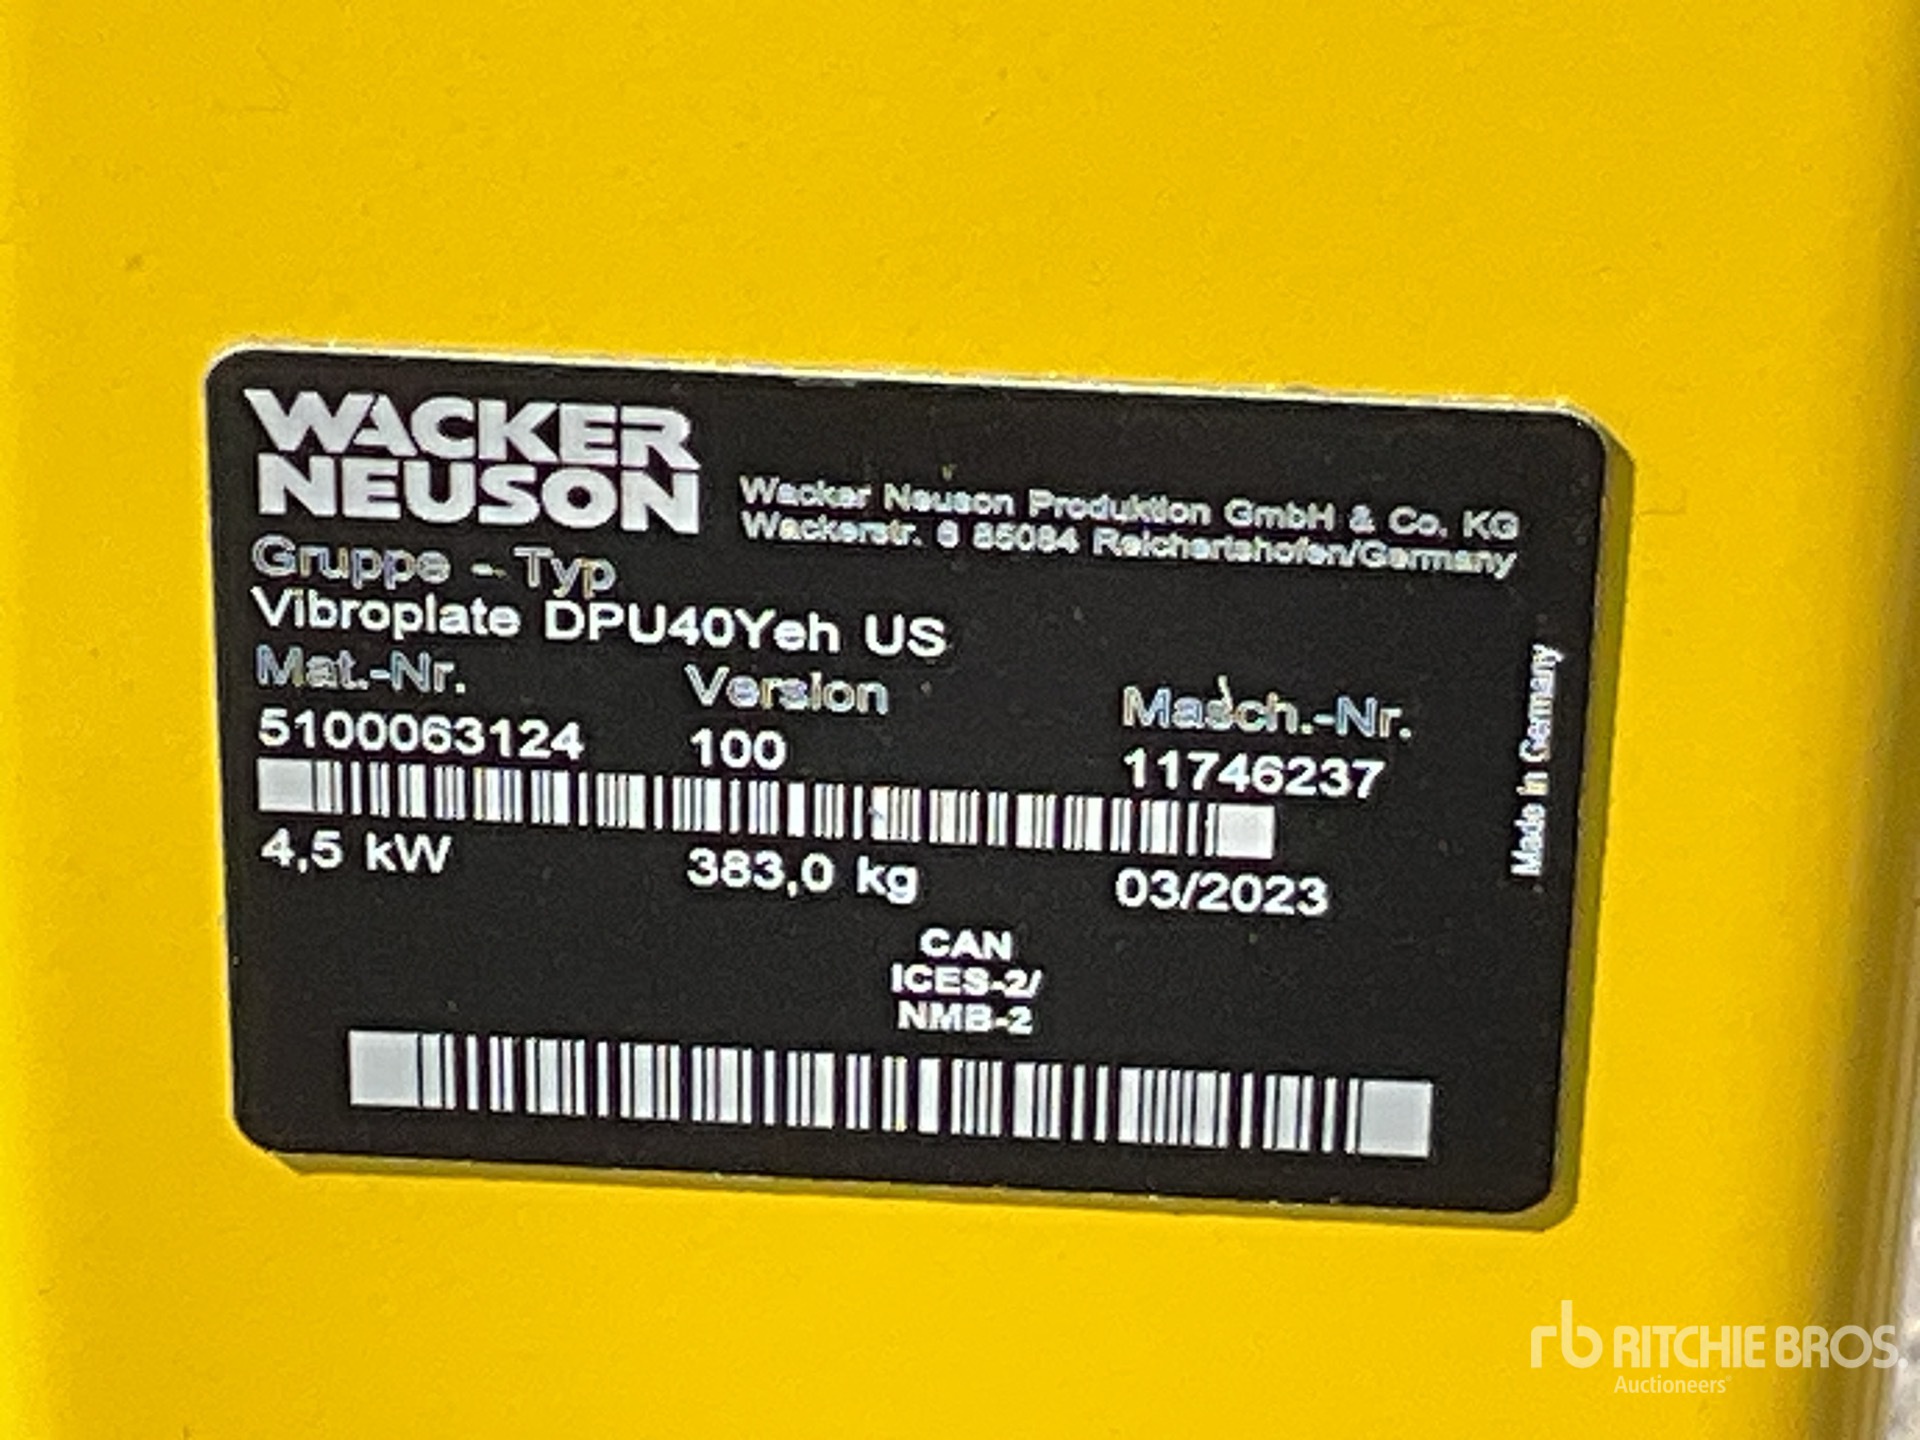 WACKER
NEUSON
Wacker Neuson Produktion GmbH & Co. KG
Wackerstr. 6 85084 Reichertshofen/Germany
Gruppe - Typ
Vibroplate DPU40Yeh US
Mat.-Nr. Version Masch.-Nr.
5100063124 100 11746237
4,5 kW 383,0 kg 03/2023
CAN
ICES-2/
NMB-2
Made in Germany
rb RITCHIE BROS.
Auctioneers